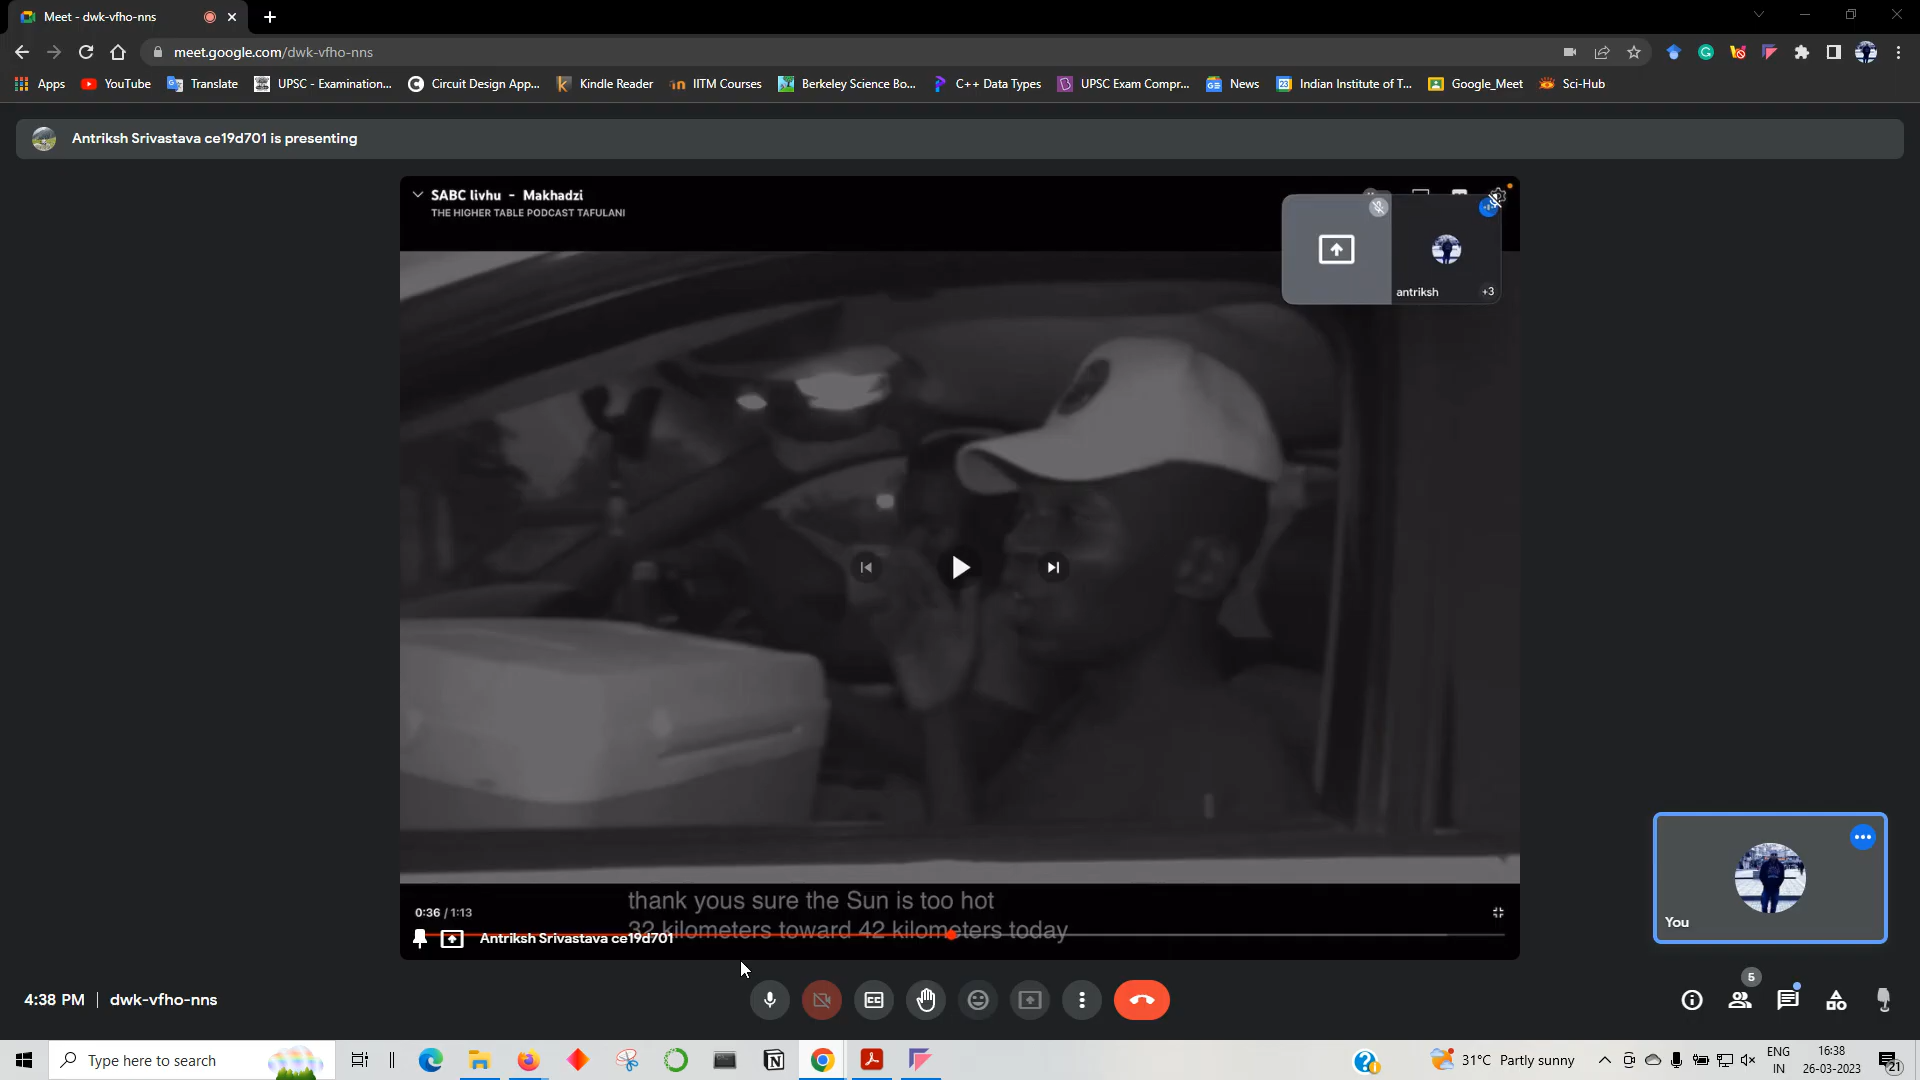 Meet - dwk-vfho-nns
meet.google.com/dwk-vfho-nns
Apps
YouTube
Translate
UPSC - Examination...
Circuit Design App...
Kindle Reader
IITM Courses
Berkeley Science Bo...
C++ Data Types
UPSC Exam Compr...
News
Indian Institute of T...
Google_Meet
Sci-Hub
Antriksh Srivastava ce19d701 is presenting
SABC livhu - Makhadzi
THE HIGHER TABLE PODCAST TAFULANI
antriksh
+3
thank yous sure the Sun is too hot
0:36 / 1:13
32 kilometers toward 42 kilometers today
Antriksh Srivastava ce19d701
You
4:38 PM | dwk-vfho-nns
5
Type here to search
31°C Partly sunny
ENG
IN
16:38
26-03-2023
21